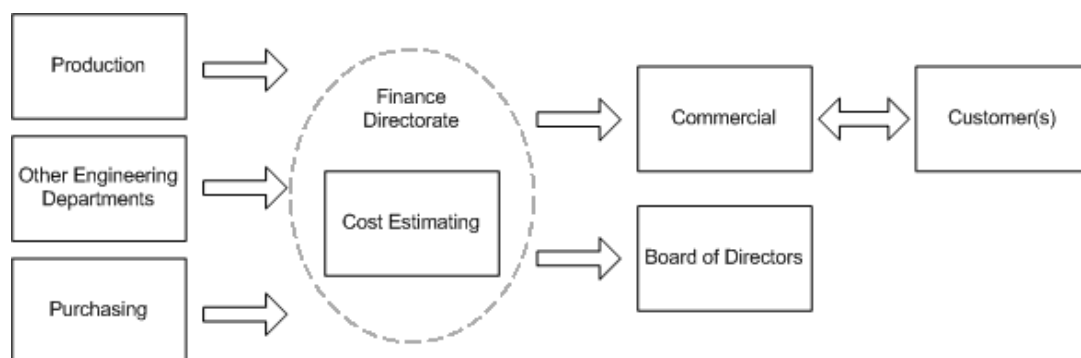 Production
Other Engineering
Departments
Purchasing
Finance
Directorate
Cost Estimating
Commercial
Customer(s)
Board of Directors